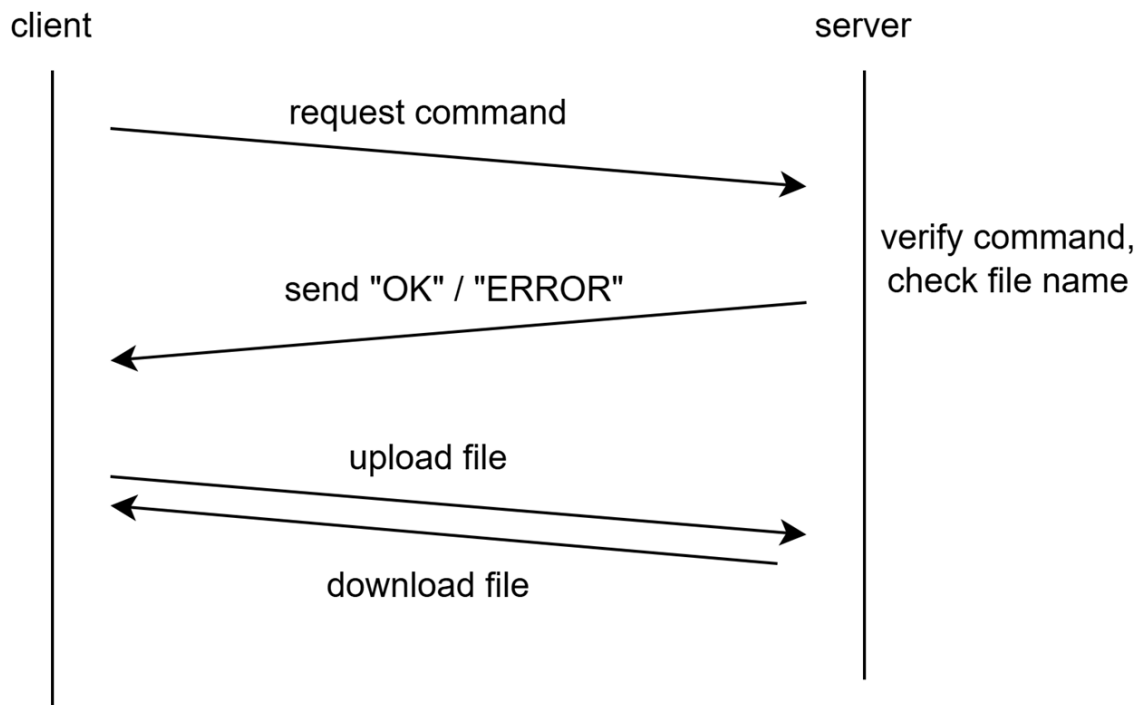 client
server
request command
verify command,
check file name
send "OK" / "ERROR"
upload file
download file